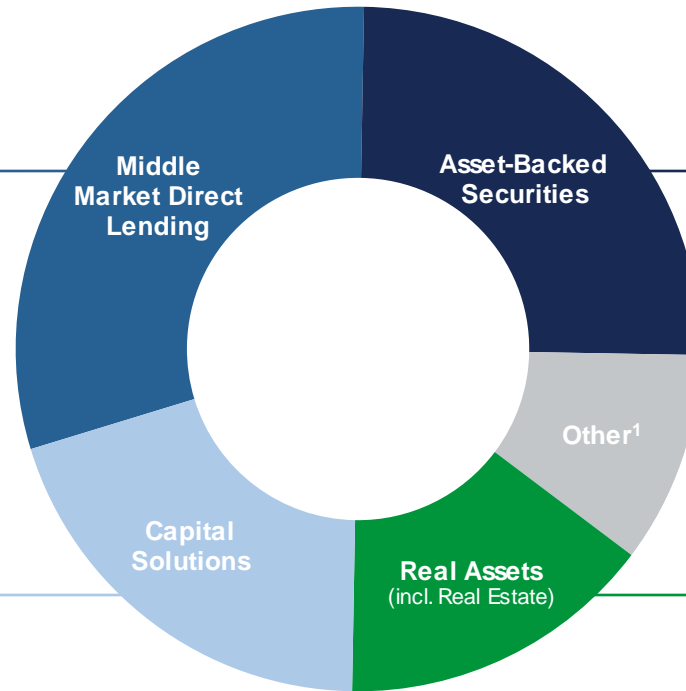 Middle
Market Direct
Lending
Asset-Backed
Securities
Other¹
Capital
Solutions
Real Assets
(incl. Real Estate)